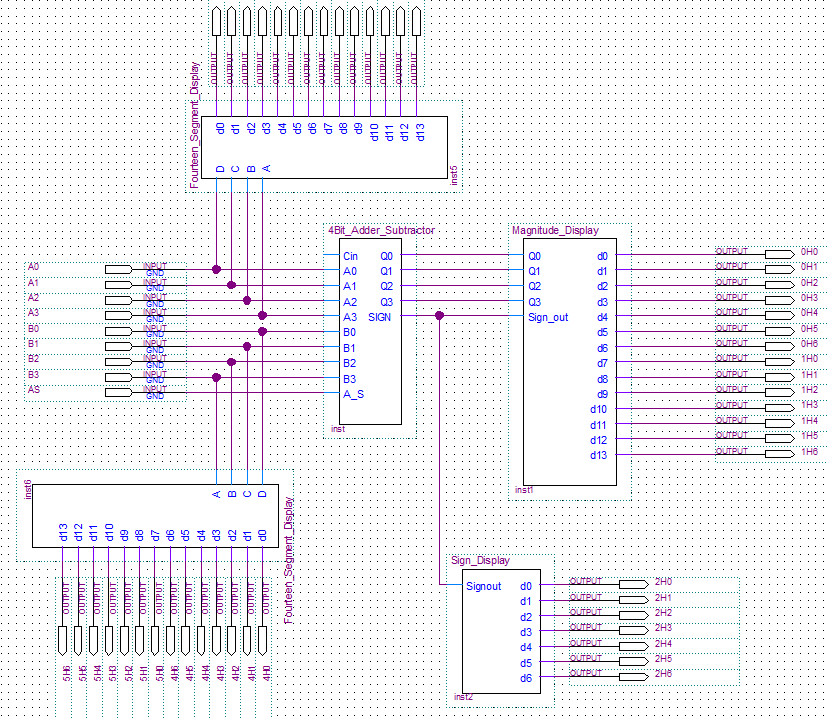 OUTPUT OUTPUT OUTPUT OUTPUT OUTPUT OUTPUT OUTPUT OUTPUT OUTPUT OUTPUT OUTPUT OUTPUT OUTPUT OUTPUT
Fourteen_Segment_Display
d0 d1 d2 d3 d4 d5 d6 d7 d8 d9 d10 d11 d12 d13
D C B A
inst5
A0 INPUT GND
A1 INPUT GND
A2 INPUT GND
A3 INPUT GND
B0 INPUT GND
B1 INPUT GND
B2 INPUT GND
B3 INPUT GND
AS INPUT GND
4Bit_Adder_Subtractor
Cin Q0
A0 Q1
A1 Q2
A2 Q3
A3 SIGN
B0
B1
B2
B3
A_S
inst
Magnitude_Display
Q0 d0
Q1 d1
Q2 d2
Q3 d3
Sign_out d4
d5
d6
d7
d8
d9
d10
d11
d12
d13
inst1
OUTPUT 0H0
OUTPUT 0H1
OUTPUT 0H2
OUTPUT 0H3
OUTPUT 0H4
OUTPUT 0H5
OUTPUT 0H6
OUTPUT 1H0
OUTPUT 1H1
OUTPUT 1H2
OUTPUT 1H3
OUTPUT 1H4
OUTPUT 1H5
OUTPUT 1H6
inst6
A B C D
d13 d12 d11 d10 d9 d8 d7 d6 d5 d4 d3 d2 d1 d0
Fourteen_Segment_Display
OUTPUT OUTPUT OUTPUT OUTPUT OUTPUT OUTPUT OUTPUT OUTPUT OUTPUT OUTPUT OUTPUT OUTPUT OUTPUT OUTPUT
5H6 5H5 5H4 5H3 5H2 5H1 5H0 4H6 4H5 4H4 4H3 4H2 4H1 4H0
Sign_Display
Signout d0
d1
d2
d3
d4
d5
d6
inst2
OUTPUT 2H0
OUTPUT 2H1
OUTPUT 2H2
OUTPUT 2H3
OUTPUT 2H4
OUTPUT 2H5
OUTPUT 2H6